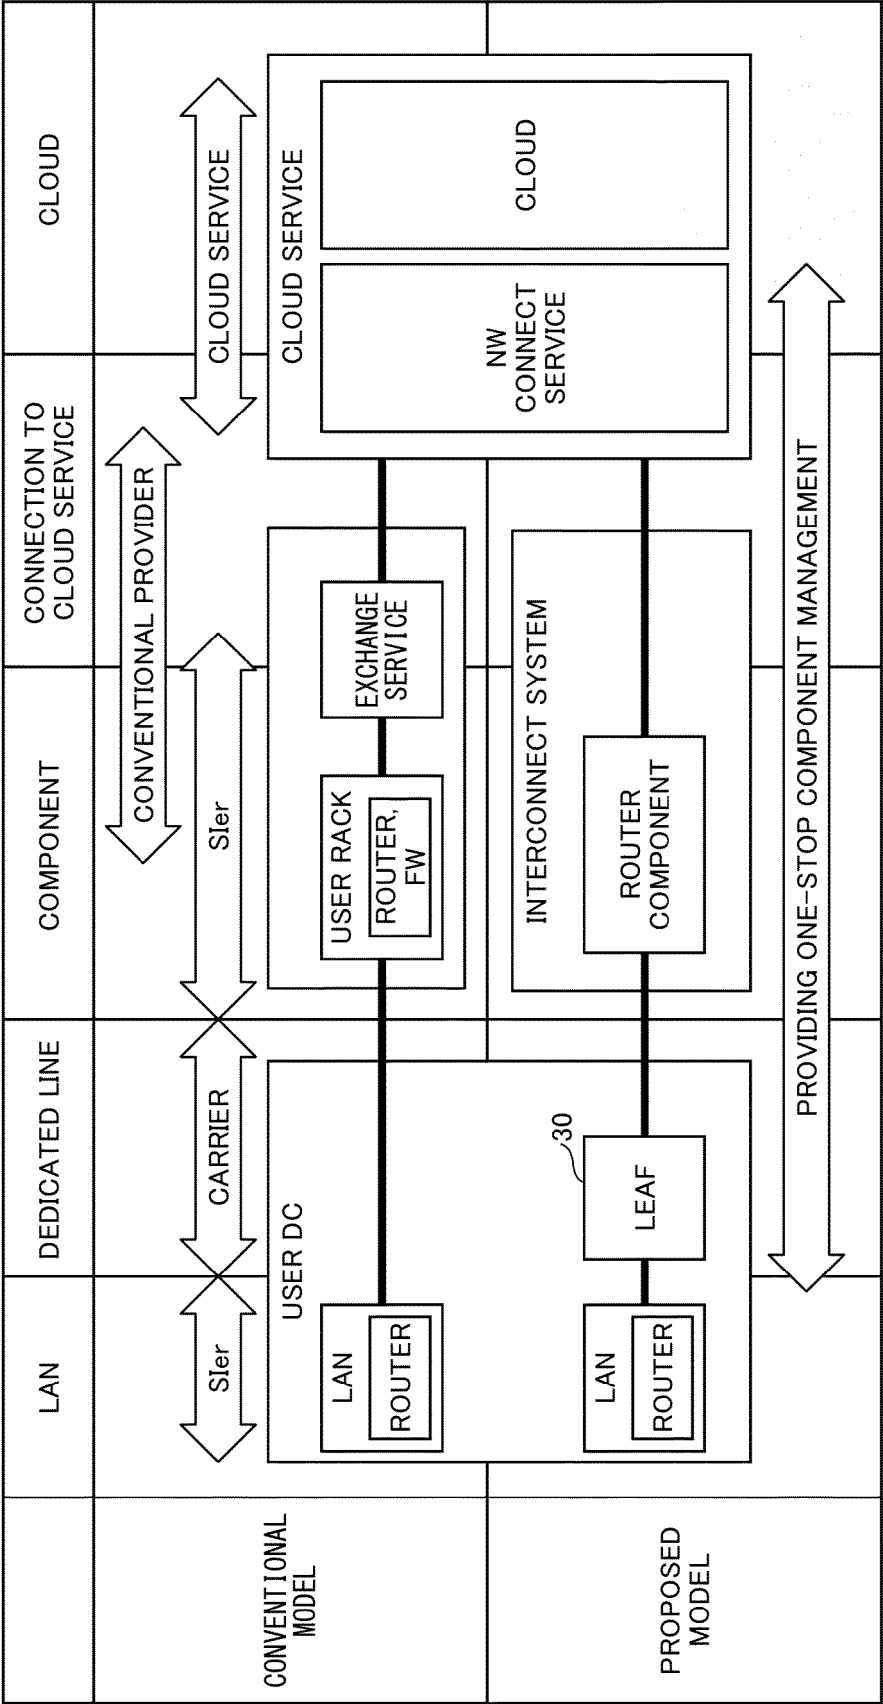 LAN
DEDICATED LINE
COMPONENT
CONNECTION TO
CLOUD SERVICE
CLOUD
CONVENTIONAL
MODEL
CONVENTIONAL PROVIDER
SIer
CARRIER
SIer
CLOUD SERVICE
USER DC
LAN
ROUTER
USER RACK
ROUTER,
FW
EXCHANGE
SERVICE
CLOUD SERVICE
NW
CONNECT
SERVICE
CLOUD
PROPOSED
MODEL
LAN
ROUTER
30
LEAF
INTERCONNECT SYSTEM
ROUTER
COMPONENT
PROVIDING ONE-STOP COMPONENT MANAGEMENT